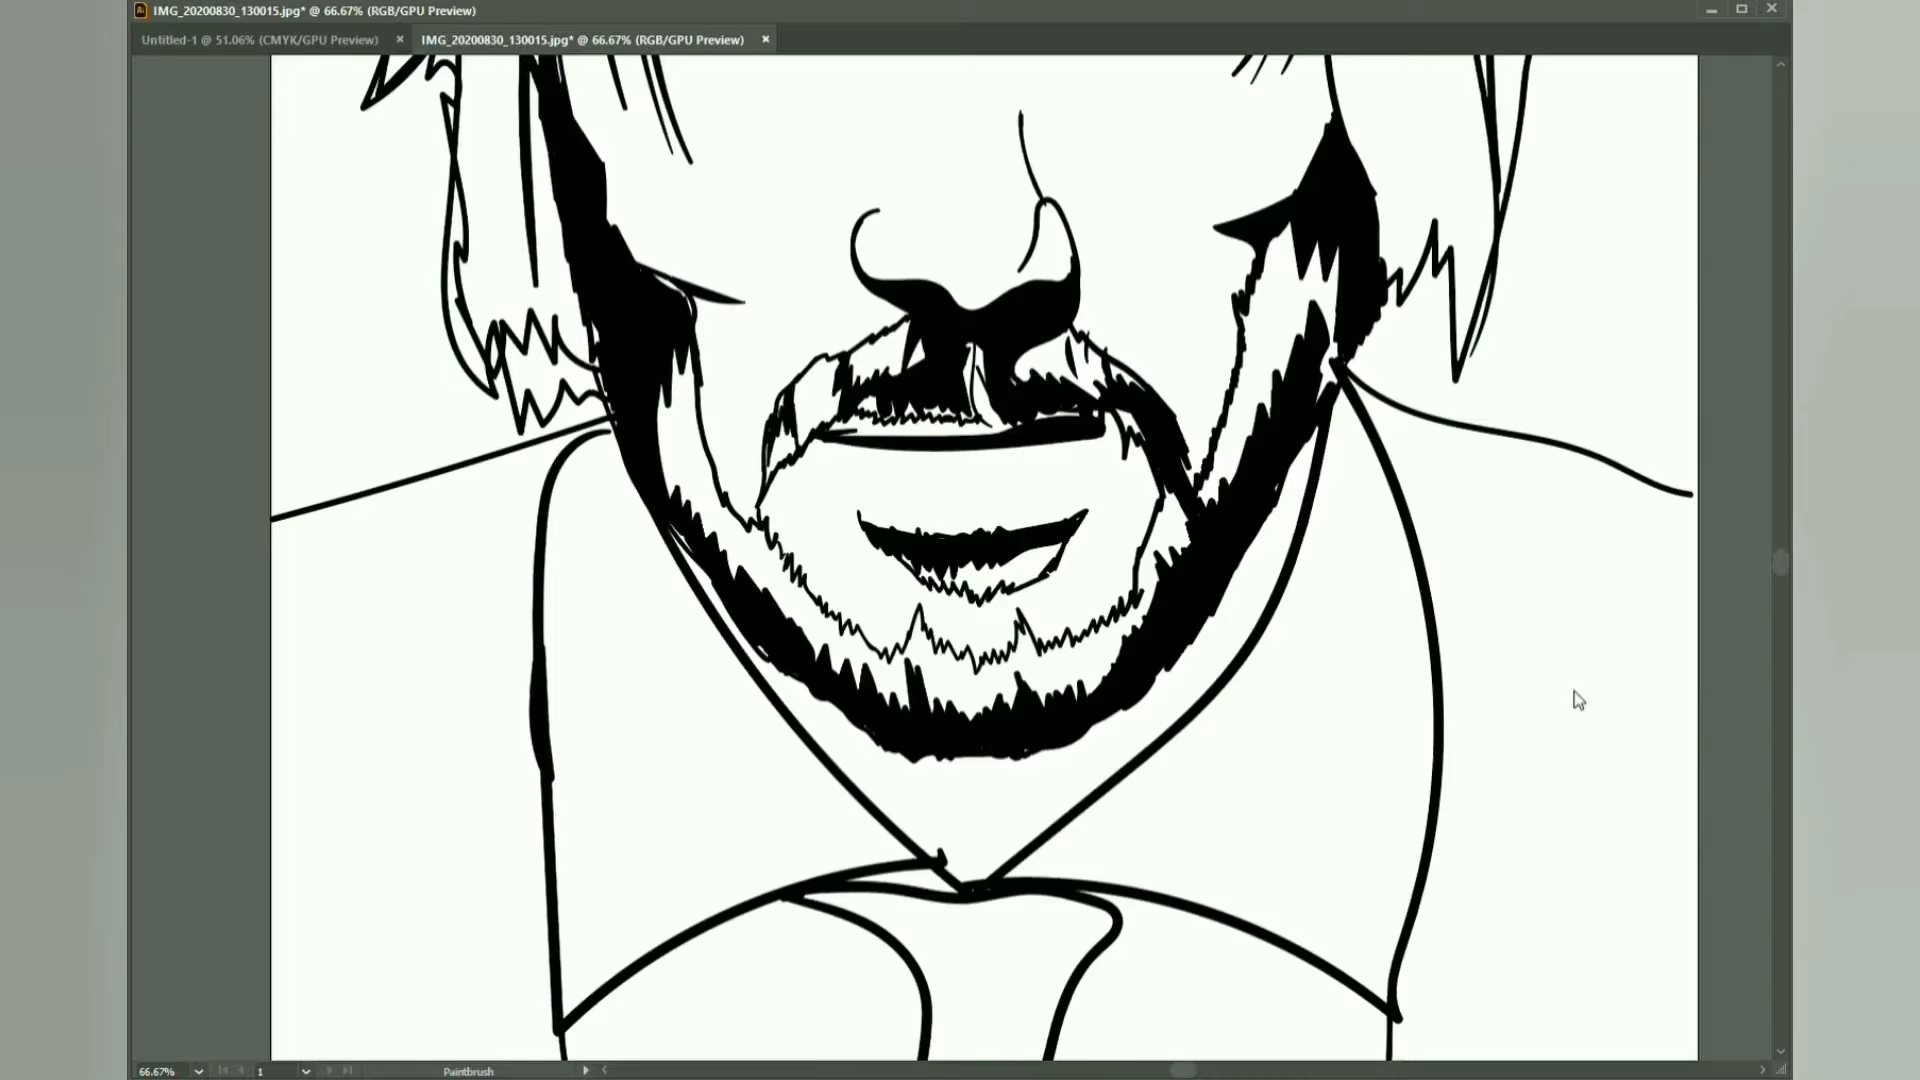 IMG_20200830_130015.jpg* @ 66.67% (RGB/GPU Preview)
Untitled-1 @ 51.06% (CMYK/GPU Preview)
IMG_20200830_130015.jpg* @ 66.67% (RGB/GPU Preview)
66.67%
1
Paintbrush